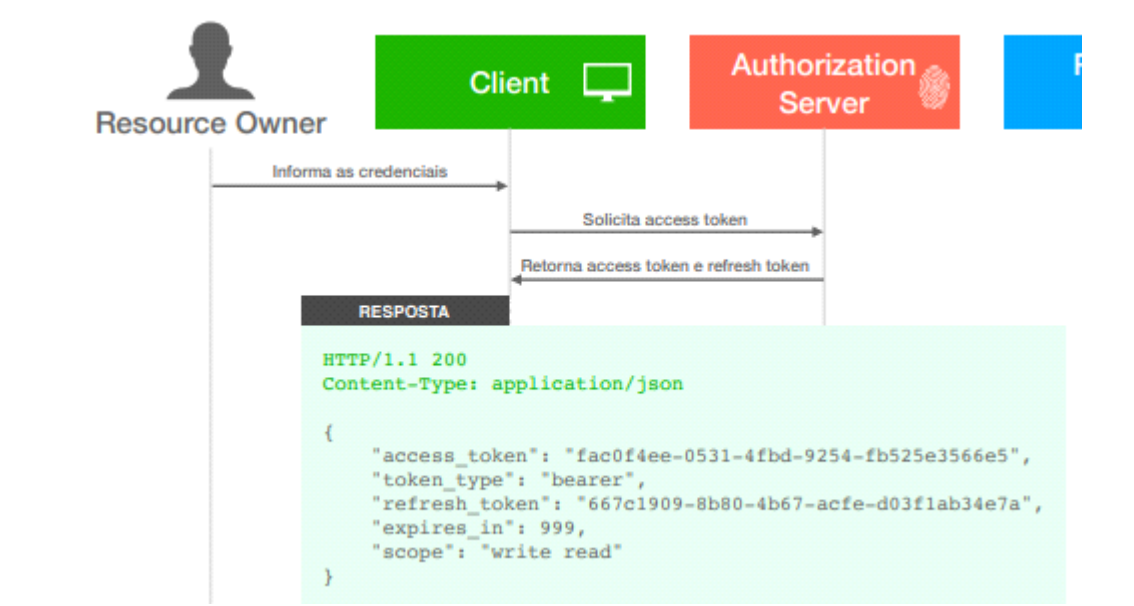 Resource Owner
Client
Authorization
Server
Informa as credenciais
Solicita access token
Retorna access token e refresh token
RESPOSTA
HTTP/1.1 200
Content-Type: application/json
{
"access_token": "fac0f4ee-0531-4fbd-9254-fb525e3566e5",
"token_type": "bearer",
"refresh_token": "667c1909-8b80-4b67-acfe-d03f1ab34e7a",
"expires_in": 999,
"scope": "write read"
}